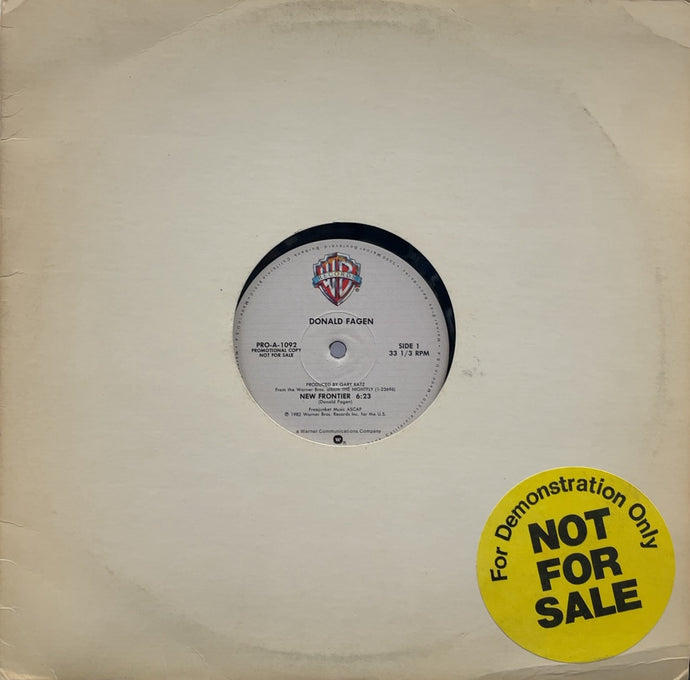 WB
RECORDS
®
DONALD FAGEN
PRO-A-1092
PROMOTIONAL COPY
NOT FOR SALE
SIDE 1
33 1/3 RPM
PRODUCED BY GARY KATZ
From the Warner Bros. album THE NIGHTFLY (1-23696)
NEW FRONTIER 6:23
(Donald Fagen)
Freejunket Music ASCAP
℗ 1982 Warner Bros. Records Inc. for the U.S.
a Warner Communications Company
For Demonstration Only
NOT
FOR
SALE